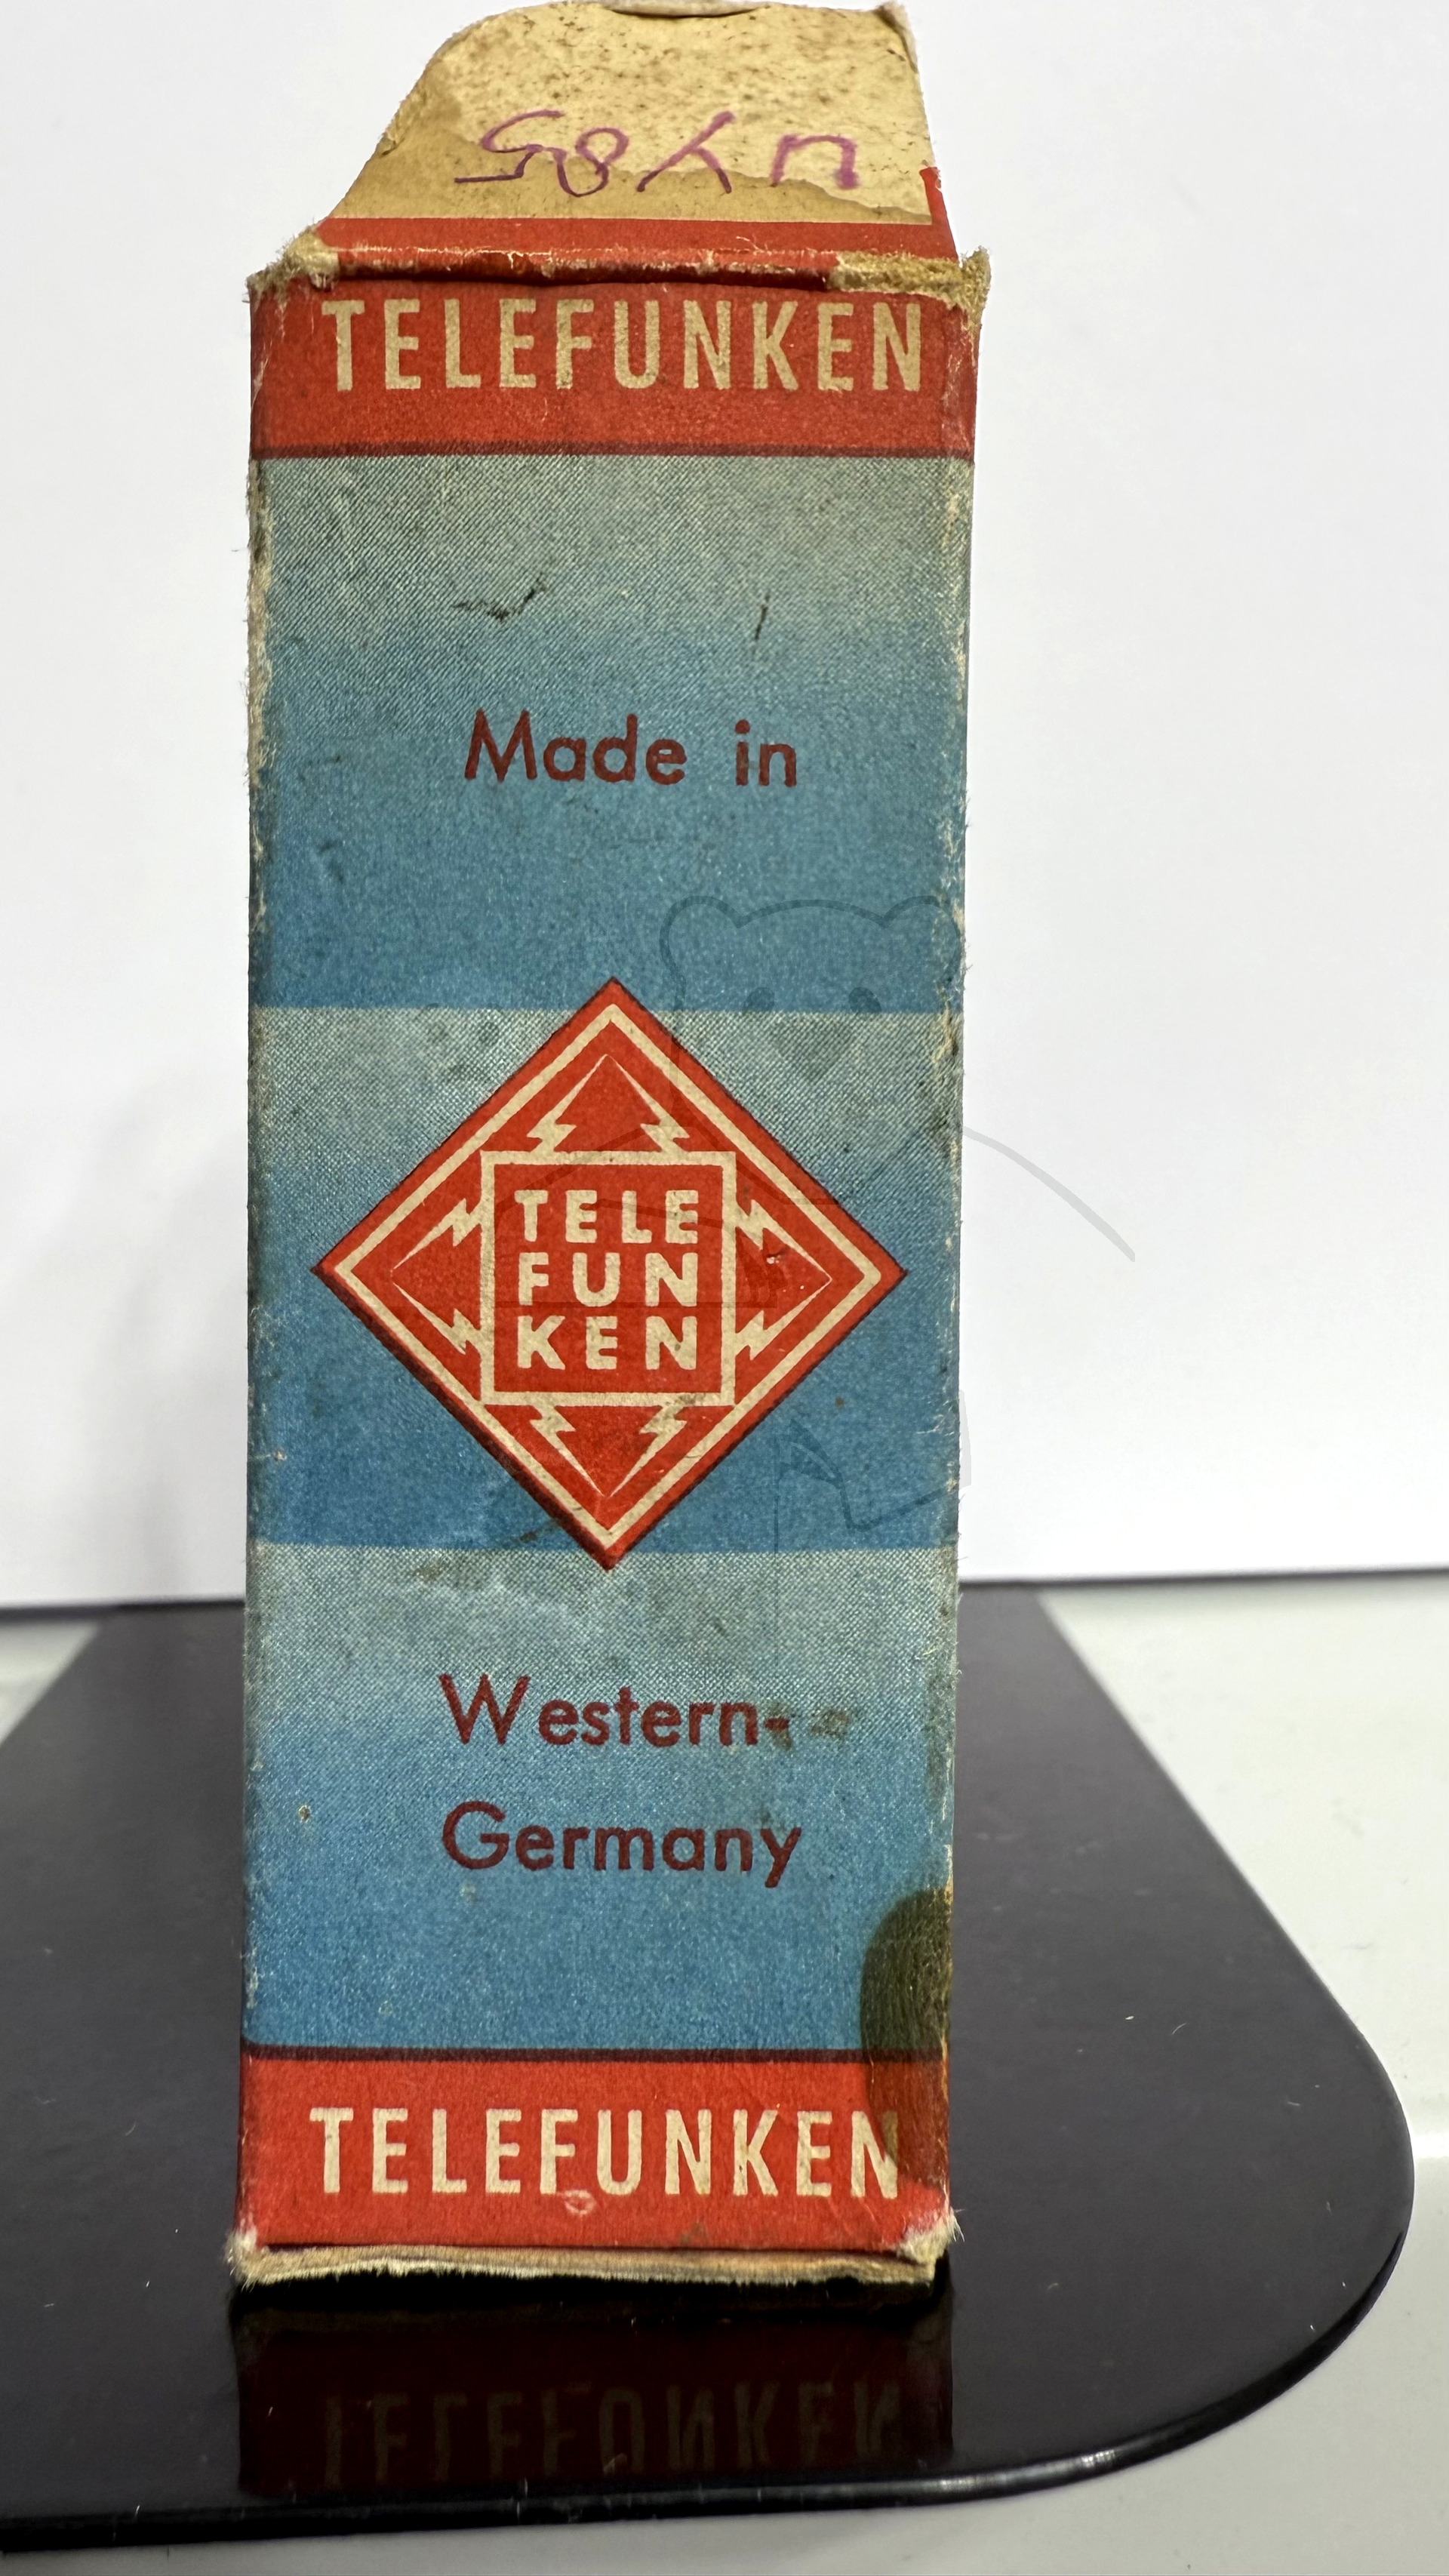 UY85
TELEFUNKEN
Made in
TELE
FUN
KEN
Western-
Germany
TELEFUNKEN